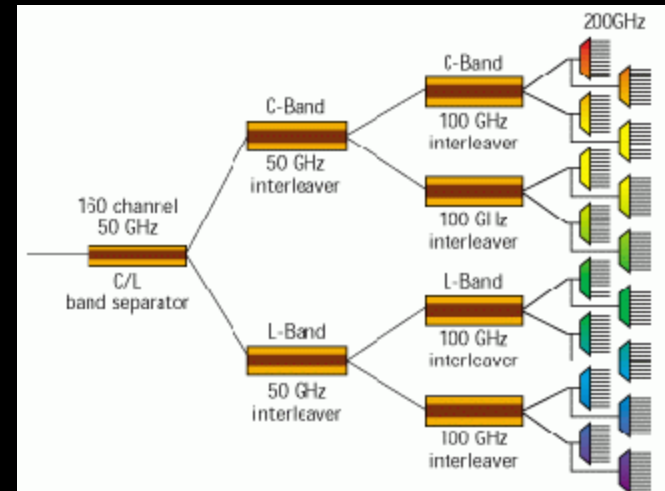 200GHz
C-Band
100 GHz
interleaver
C-Band
50 GHz
interleaver
100 GHz
interleaver
160 channel
50 GHz
C/L
band separator
L-Band
100 GHz
interleaver
L-Band
50 GHz
interleaver
100 GHz
interleaver